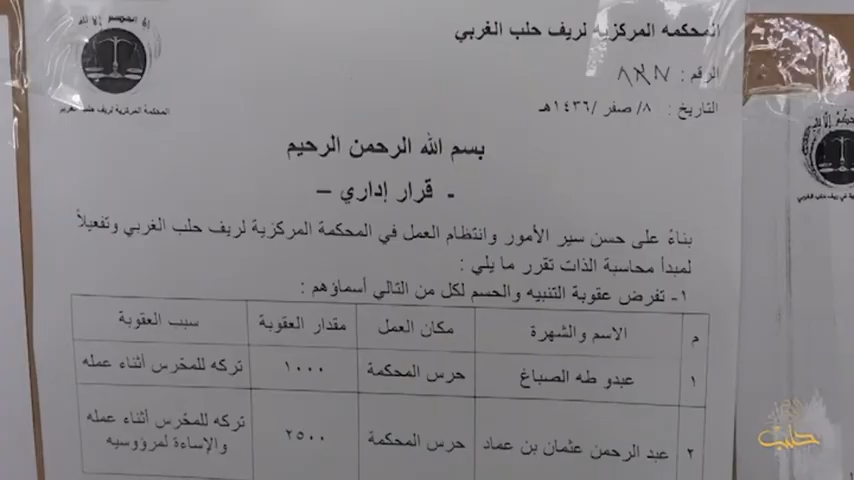 المحكمه المركزيه لريف حلب الغربي
الرقم :
التاريخ : ٨/ صفر /١٤٣٦هـ
المحكمة المركزية لريف حلب الغربي
بسم الله الرحمن الرحيم
- قرار إداري –
بناءً على حسن سير الأمور وانتظام العمل في المحكمة المركزية لريف حلب الغربي وتفعيلاً
لمبدأ محاسبة الذات تقرر ما يلي :
١- تفرض عقوبة التنبيه والحسم لكل من التالي أسماؤهم :
م الاسم والشهرة مكان العمل مقدار العقوبة سبب العقوبة
١ عبدو طه الصباغ حرس المحكمة ١٠٠٠ تركه للمخرس أثناء عمله
٢ عبد الرحمن عثمان بن عماد حرس المحكمة ٢٥٠٠ تركه للمخرس أثناء عمله
والإساءة لمرؤوسيه
حلب